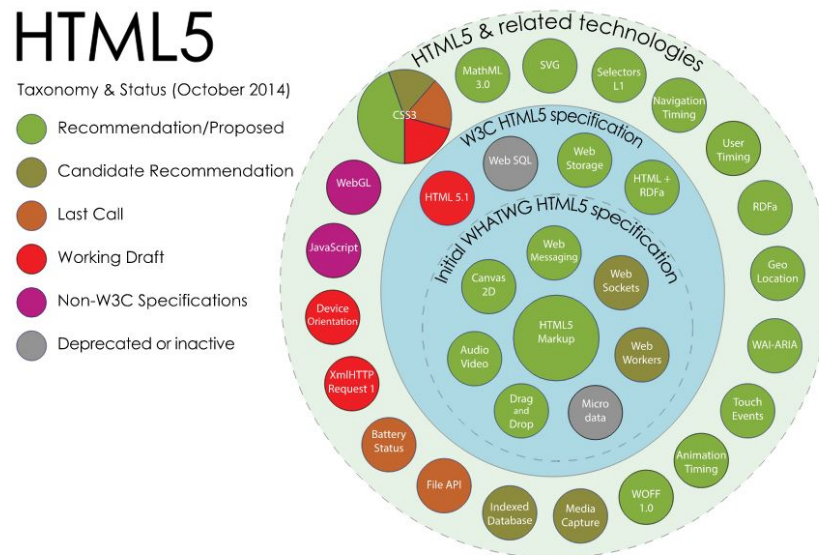 HTML5
Taxonomy & Status (October 2014)
Recommendation/Proposed
Candidate Recommendation
Last Call
Working Draft
Non-W3C Specifications
Deprecated or inactive
HTML5 & related technologies
CSS3
MathML
3.0
SVG
Selectors
L1
Navigation
Timing
User
Timing
RDFa
Geo
Location
WAI-ARIA
Touch
Events
Animation
Timing
WOFF
1.0
Media
Capture
Indexed
Database
File API
Battery
Status
XmlHTTP
Request 1
Device
Orientation
JavaScript
WebGL
W3C HTML5 specification
HTML 5.1
Web SQL
Web
Storage
HTML +
RDFa
Initial WHATWG HTML5 specification
Web
Messaging
Web
Sockets
Web
Workers
Micro
data
Drag
and
Drop
Audio
Video
Canvas
2D
HTML5
Markup